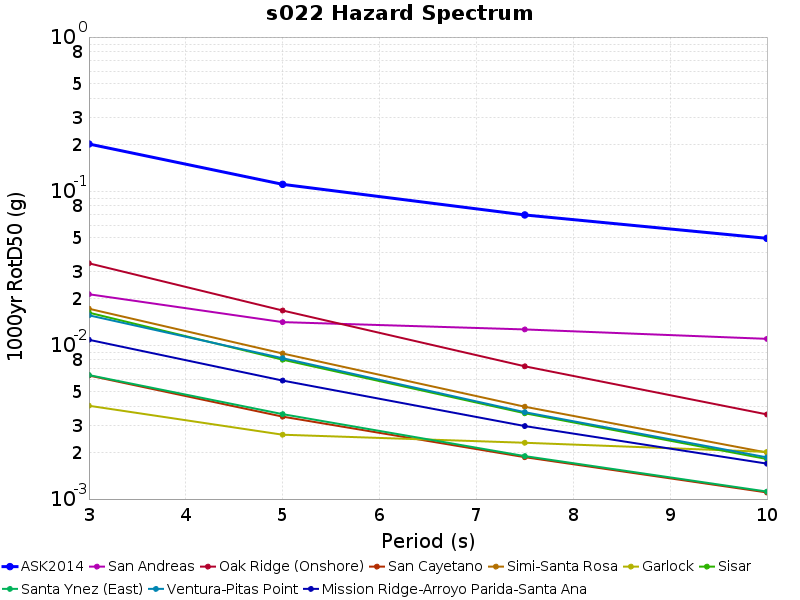 s022 Hazard Spectrum
10^0
8
5
3
2
10^-1
8
5
3
2
10^-2
8
5
3
2
10^-3
1000yr RotD50 (g)
3 4 5 6 7 8 9 10
Period (s)
ASK2014 San Andreas Oak Ridge (Onshore) San Cayetano Simi-Santa Rosa Garlock Sisar
Santa Ynez (East) Ventura-Pitas Point Mission Ridge-Arroyo Parida-Santa Ana